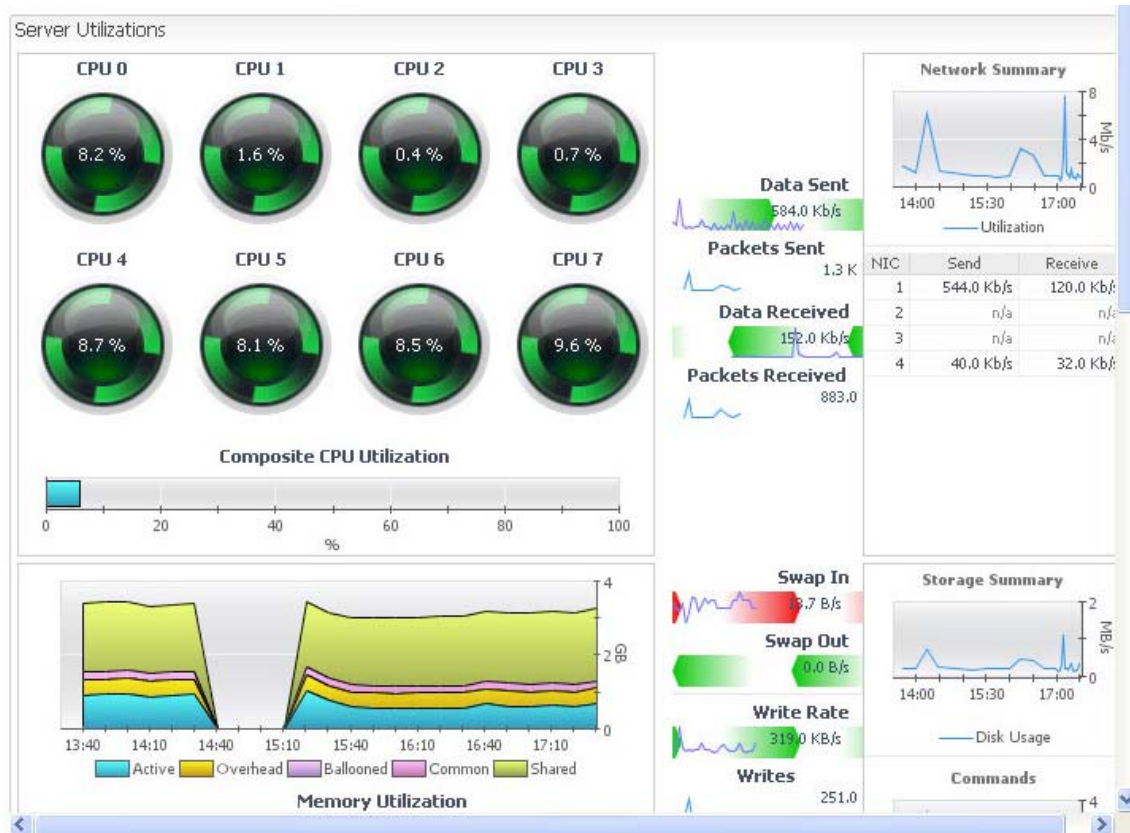 Server Utilizations
CPU 0 CPU 1 CPU 2 CPU 3
8.2 % 1.6 % 0.4 % 0.7 %
CPU 4 CPU 5 CPU 6 CPU 7
8.7 % 8.1 % 8.5 % 9.6 %
Composite CPU Utilization
0 20 40 60 80 100
%
Data Sent
584.0 Kb/s
Packets Sent
1.3 K
Data Received
152.0 Kb/s
Packets Received
883.0
Network Summary
8
4
0
Mb/s
14:00 15:30 17:00
Utilization
NIC Send Receive
1 544.0 Kb/s 120.0 Kb/s
2 n/a n/a
3 n/a n/a
4 40.0 Kb/s 32.0 Kb/s
4
2
0
GB
13:40 14:10 14:40 15:10 15:40 16:10 16:40 17:10
Active Overhead Ballooned Common Shared
Memory Utilization
Swap In
13.7 B/s
Swap Out
0.0 B/s
Write Rate
319.0 KB/s
Writes
251.0
Storage Summary
2
0
MB/s
14:00 15:30 17:00
Disk Usage
Commands
4